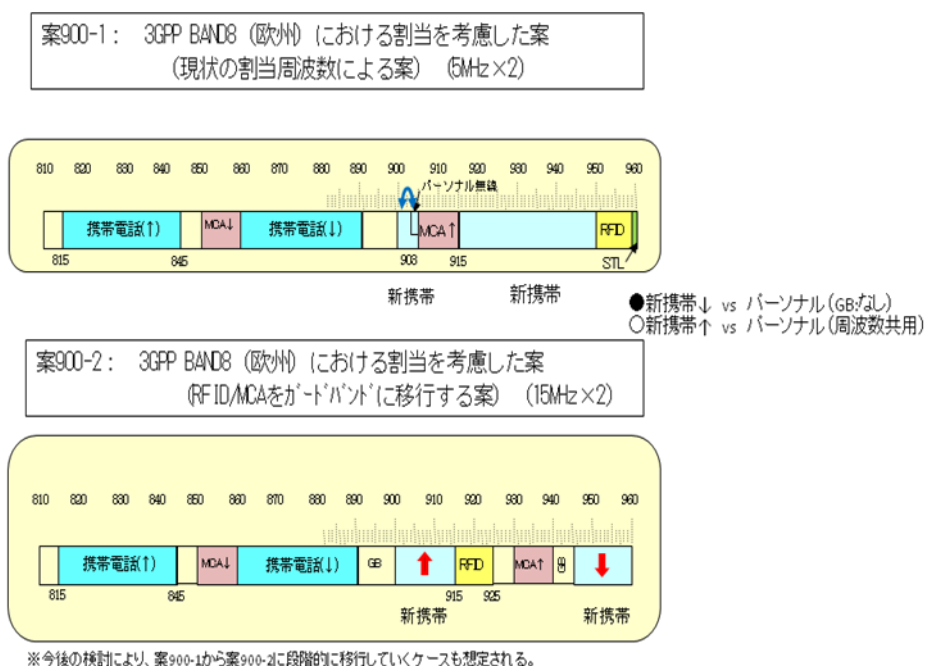 案900-1： 3GPP BAND8（欧州）における割当を考慮した案
（現状の割当周波数による案）（5MHz×2）
810 820 830 840 850 860 870 880 890 900 910 920 930 940 950 960
パーソナル無線
携帯電話(↑) MCA↓ 携帯電話(↓) MCA↑ RFID
815 845 903 915 STL
新携帯 新携帯
●新携帯↓ vs パーソナル(GB:なし)
○新携帯↑ vs パーソナル(周波数共用)
案900-2： 3GPP BAND8（欧州）における割当を考慮した案
(RFID/MCAをガードバンドに移行する案) （15MHz×2）
810 820 830 840 850 860 870 880 890 900 910 920 930 940 950 960
携帯電話(↑) MCA↓ 携帯電話(↓) GB RFID MCA↑ GB
815 845 915 925
新携帯 新携帯
※今後の検討により、案900-1から案900-2に段階的に移行していくケースも想定される。